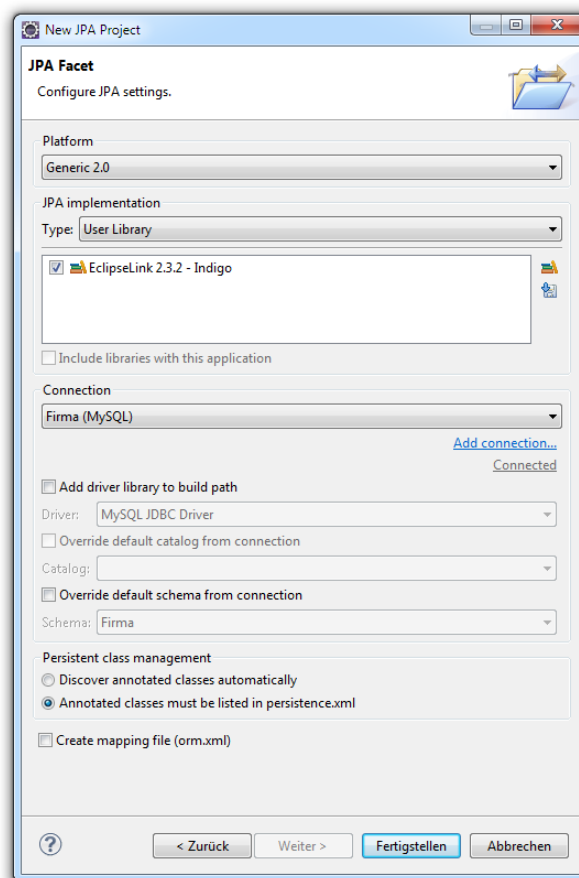 New JPA Project
JPA Facet
Configure JPA settings.
Platform
Generic 2.0
JPA implementation
Type: User Library
EclipseLink 2.3.2 - Indigo
Include libraries with this application
Connection
Firma (MySQL)
Add connection...
Connected
Add driver library to build path
Driver: MySQL JDBC Driver
Override default catalog from connection
Catalog:
Override default schema from connection
Schema: Firma
Persistent class management
Discover annotated classes automatically
Annotated classes must be listed in persistence.xml
Create mapping file (orm.xml)
? < Zurück Weiter > Fertigstellen Abbrechen